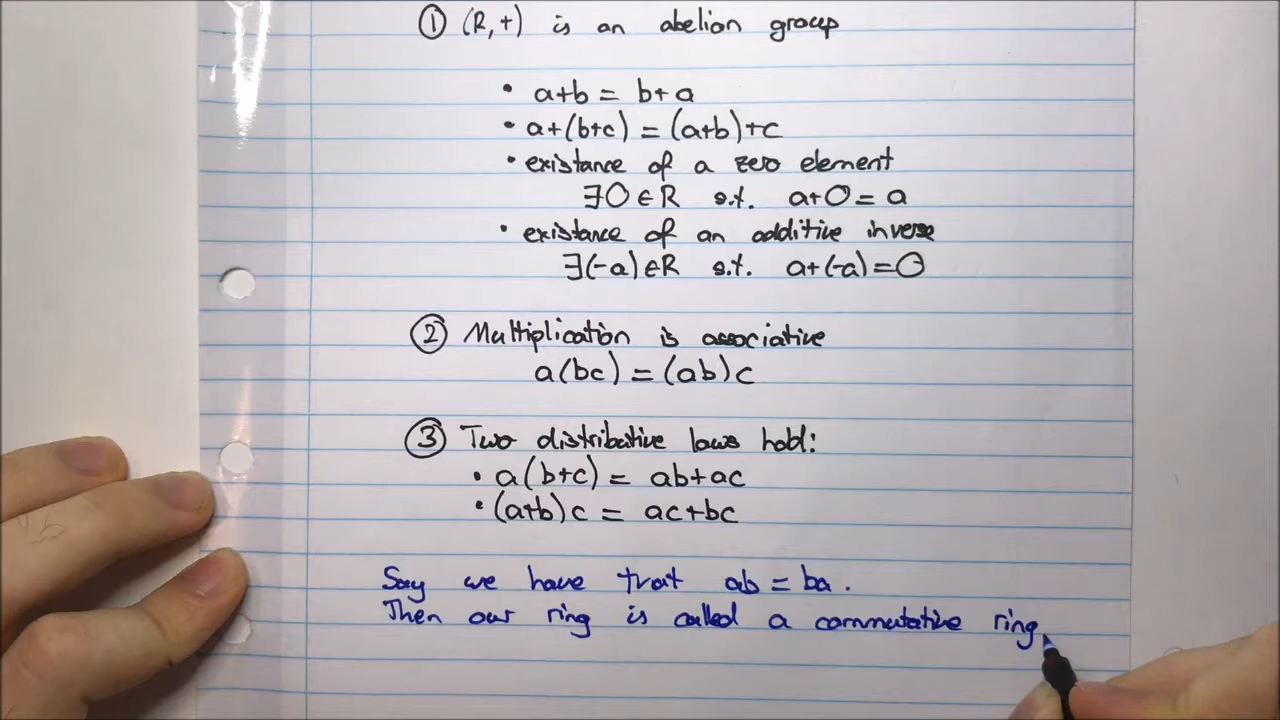 ① (R,+) is an abelian group
• a+b = b+a
• a+(b+c) = (a+b)+c
• existance of a zero element
∃0∈R s.t. a+0 = a
• existance of an additive inverse
∃(-a)∈R s.t. a+(-a)=0
② Multiplication is associative
a(bc) = (ab)c
③ Two distributive laws hold:
• a(b+c) = ab+ac
• (a+b)c = ac+bc
Say we have that ab = ba.
Then our ring is called a commutative ring